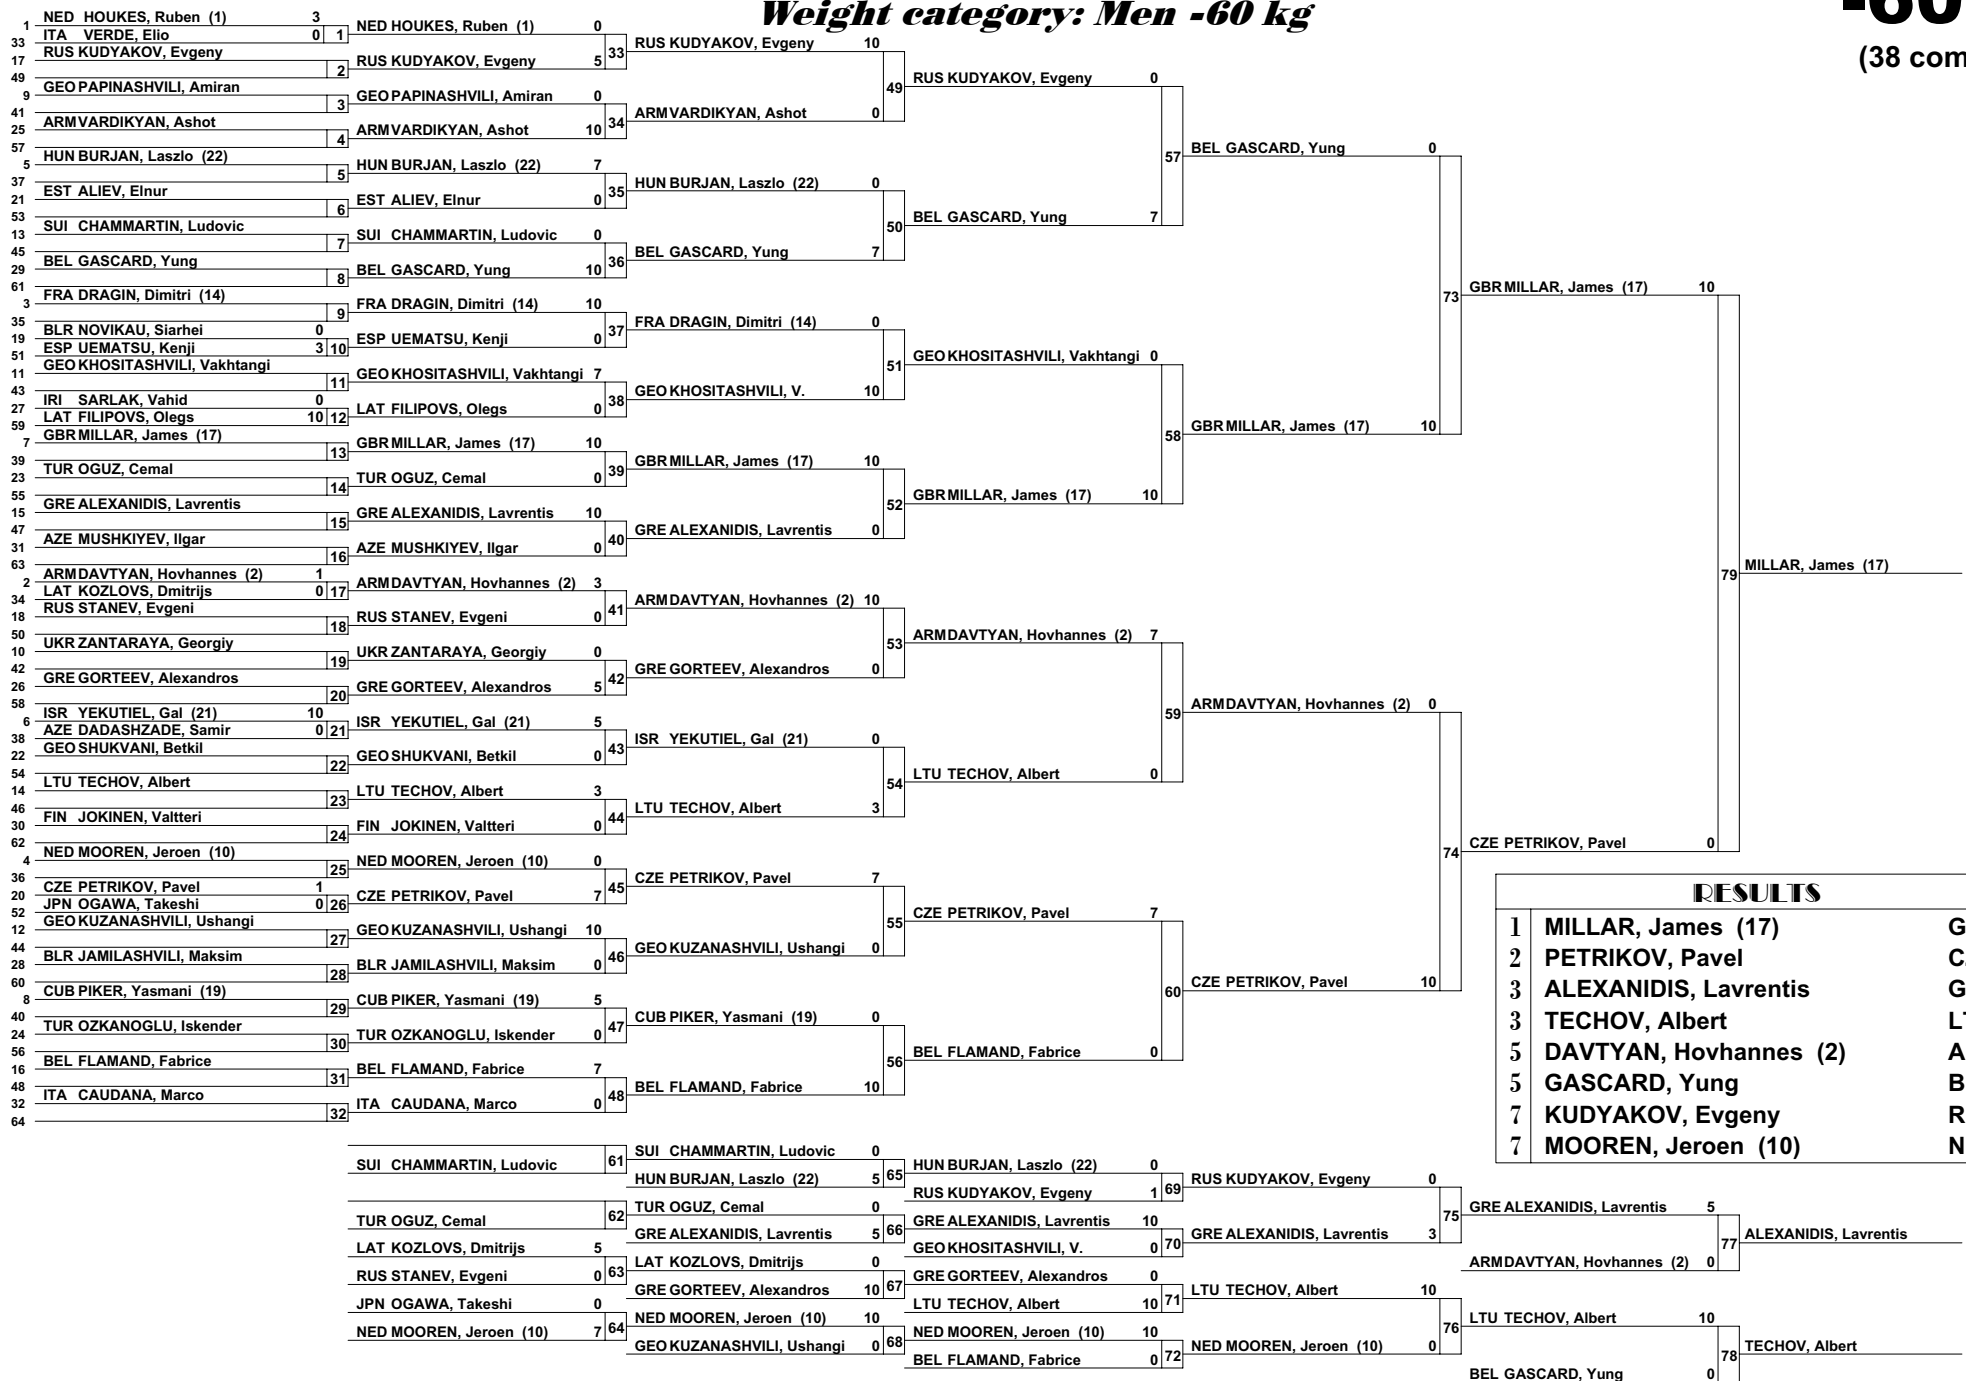 Weight category: Men -60 kg
-60
(38 com
1 NED HOUKES, Ruben (1) 3
33 ITA VERDE, Elio 0 1
17 RUS KUDYAKOV, Evgeny
49 2
9 GEO PAPINASHVILI, Amiran
41 3
25 ARM VARDIKYAN, Ashot
57 4
5 HUN BURJAN, Laszlo (22)
37 5
21 EST ALIEV, Elnur
53 6
13 SUI CHAMMARTIN, Ludovic
45 7
29 BEL GASCARD, Yung
61 8
3 FRA DRAGIN, Dimitri (14)
35 9
19 BLR NOVIKAU, Siarhei 0
51 ESP UEMATSU, Kenji 3 10
11 GEO KHOSITASHVILI, Vakhtangi
43 11
27 IRI SARLAK, Vahid 0
59 LAT FILIPOVS, Olegs 10 12
7 GBR MILLAR, James (17)
39 13
23 TUR OGUZ, Cemal
55 14
15 GRE ALEXANIDIS, Lavrentis
47 15
31 AZE MUSHKIYEV, Ilgar
63 16
2 ARM DAVTYAN, Hovhannes (2) 1
34 LAT KOZLOVS, Dmitrijs 0 17
18 RUS STANEV, Evgeni
50 18
10 UKR ZANTARAYA, Georgiy
42 19
26 GRE GORTEEV, Alexandros
58 20
6 ISR YEKUTIEL, Gal (21) 10
38 AZE DADASHZADE, Samir 0 21
22 GEO SHUKVANI, Betkil
54 22
14 LTU TECHOV, Albert
46 23
30 FIN JOKINEN, Valtteri
62 24
4 NED MOOREN, Jeroen (10)
36 25
20 CZE PETRIKOV, Pavel 1
52 JPN OGAWA, Takeshi 0 26
12 GEO KUZANASHVILI, Ushangi
44 27
28 BLR JAMILASHVILI, Maksim
60 28
8 CUB PIKER, Yasmani (19)
40 29
24 TUR OZKANOGLU, Iskender
56 30
16 BEL FLAMAND, Fabrice
48 31
32 ITA CAUDANA, Marco
64 32
NED HOUKES, Ruben (1) 0
RUS KUDYAKOV, Evgeny 5 33
GEO PAPINASHVILI, Amiran 0
ARM VARDIKYAN, Ashot 10 34
HUN BURJAN, Laszlo (22) 7
EST ALIEV, Elnur 0 35
SUI CHAMMARTIN, Ludovic 0
BEL GASCARD, Yung 10 36
FRA DRAGIN, Dimitri (14) 10
ESP UEMATSU, Kenji 0 37
GEO KHOSITASHVILI, Vakhtangi 7
LAT FILIPOVS, Olegs 0 38
GBR MILLAR, James (17) 10
TUR OGUZ, Cemal 0 39
GRE ALEXANIDIS, Lavrentis 10
AZE MUSHKIYEV, Ilgar 0 40
ARM DAVTYAN, Hovhannes (2) 3
RUS STANEV, Evgeni 0 41
UKR ZANTARAYA, Georgiy 0
GRE GORTEEV, Alexandros 5 42
ISR YEKUTIEL, Gal (21) 5
GEO SHUKVANI, Betkil 0 43
LTU TECHOV, Albert 3
FIN JOKINEN, Valtteri 0 44
NED MOOREN, Jeroen (10) 0
CZE PETRIKOV, Pavel 7 45
GEO KUZANASHVILI, Ushangi 10
BLR JAMILASHVILI, Maksim 0 46
CUB PIKER, Yasmani (19) 5
TUR OZKANOGLU, Iskender 0 47
BEL FLAMAND, Fabrice 7
ITA CAUDANA, Marco 0 48
RUS KUDYAKOV, Evgeny 10
ARM VARDIKYAN, Ashot 0 49
HUN BURJAN, Laszlo (22) 0
BEL GASCARD, Yung 7 50
FRA DRAGIN, Dimitri (14) 0
GEO KHOSITASHVILI, V. 10 51
GBR MILLAR, James (17) 10
GRE ALEXANIDIS, Lavrentis 0 52
ARM DAVTYAN, Hovhannes (2) 10
GRE GORTEEV, Alexandros 0 53
ISR YEKUTIEL, Gal (21) 0
LTU TECHOV, Albert 3 54
CZE PETRIKOV, Pavel 7
GEO KUZANASHVILI, Ushangi 0 55
CUB PIKER, Yasmani (19) 0
BEL FLAMAND, Fabrice 10 56
RUS KUDYAKOV, Evgeny 0
BEL GASCARD, Yung 7 57
GEO KHOSITASHVILI, Vakhtangi 0
GBR MILLAR, James (17) 10 58
ARM DAVTYAN, Hovhannes (2) 7
LTU TECHOV, Albert 0 59
CZE PETRIKOV, Pavel 7
BEL FLAMAND, Fabrice 0 60
BEL GASCARD, Yung 0
GBR MILLAR, James (17) 10 73
ARM DAVTYAN, Hovhannes (2) 0
CZE PETRIKOV, Pavel 10 74
GBR MILLAR, James (17) 10
CZE PETRIKOV, Pavel 0 79
MILLAR, James (17)
RESULTS
1 MILLAR, James (17) G
2 PETRIKOV, Pavel C
3 ALEXANIDIS, Lavrentis G
3 TECHOV, Albert LT
5 DAVTYAN, Hovhannes (2) A
5 GASCARD, Yung B
7 KUDYAKOV, Evgeny R
7 MOOREN, Jeroen (10) N
SUI CHAMMARTIN, Ludovic 61
TUR OGUZ, Cemal 62
LAT KOZLOVS, Dmitrijs 5
RUS STANEV, Evgeni 0 63
JPN OGAWA, Takeshi 0
NED MOOREN, Jeroen (10) 7 64
SUI CHAMMARTIN, Ludovic 0
HUN BURJAN, Laszlo (22) 5 65
TUR OGUZ, Cemal 0
GRE ALEXANIDIS, Lavrentis 5 66
LAT KOZLOVS, Dmitrijs 0
GRE GORTEEV, Alexandros 10 67
NED MOOREN, Jeroen (10) 10
GEO KUZANASHVILI, Ushangi 0 68
HUN BURJAN, Laszlo (22) 0
RUS KUDYAKOV, Evgeny 1 69
GRE ALEXANIDIS, Lavrentis 10
GEO KHOSITASHVILI, V. 0 70
GRE GORTEEV, Alexandros 0
LTU TECHOV, Albert 10 71
NED MOOREN, Jeroen (10) 10
BEL FLAMAND, Fabrice 0 72
RUS KUDYAKOV, Evgeny 0
GRE ALEXANIDIS, Lavrentis 3 75
LTU TECHOV, Albert 10
NED MOOREN, Jeroen (10) 0 76
GRE ALEXANIDIS, Lavrentis 5
ARM DAVTYAN, Hovhannes (2) 0 77
ALEXANIDIS, Lavrentis
LTU TECHOV, Albert 10
BEL GASCARD, Yung 0 78
TECHOV, Albert